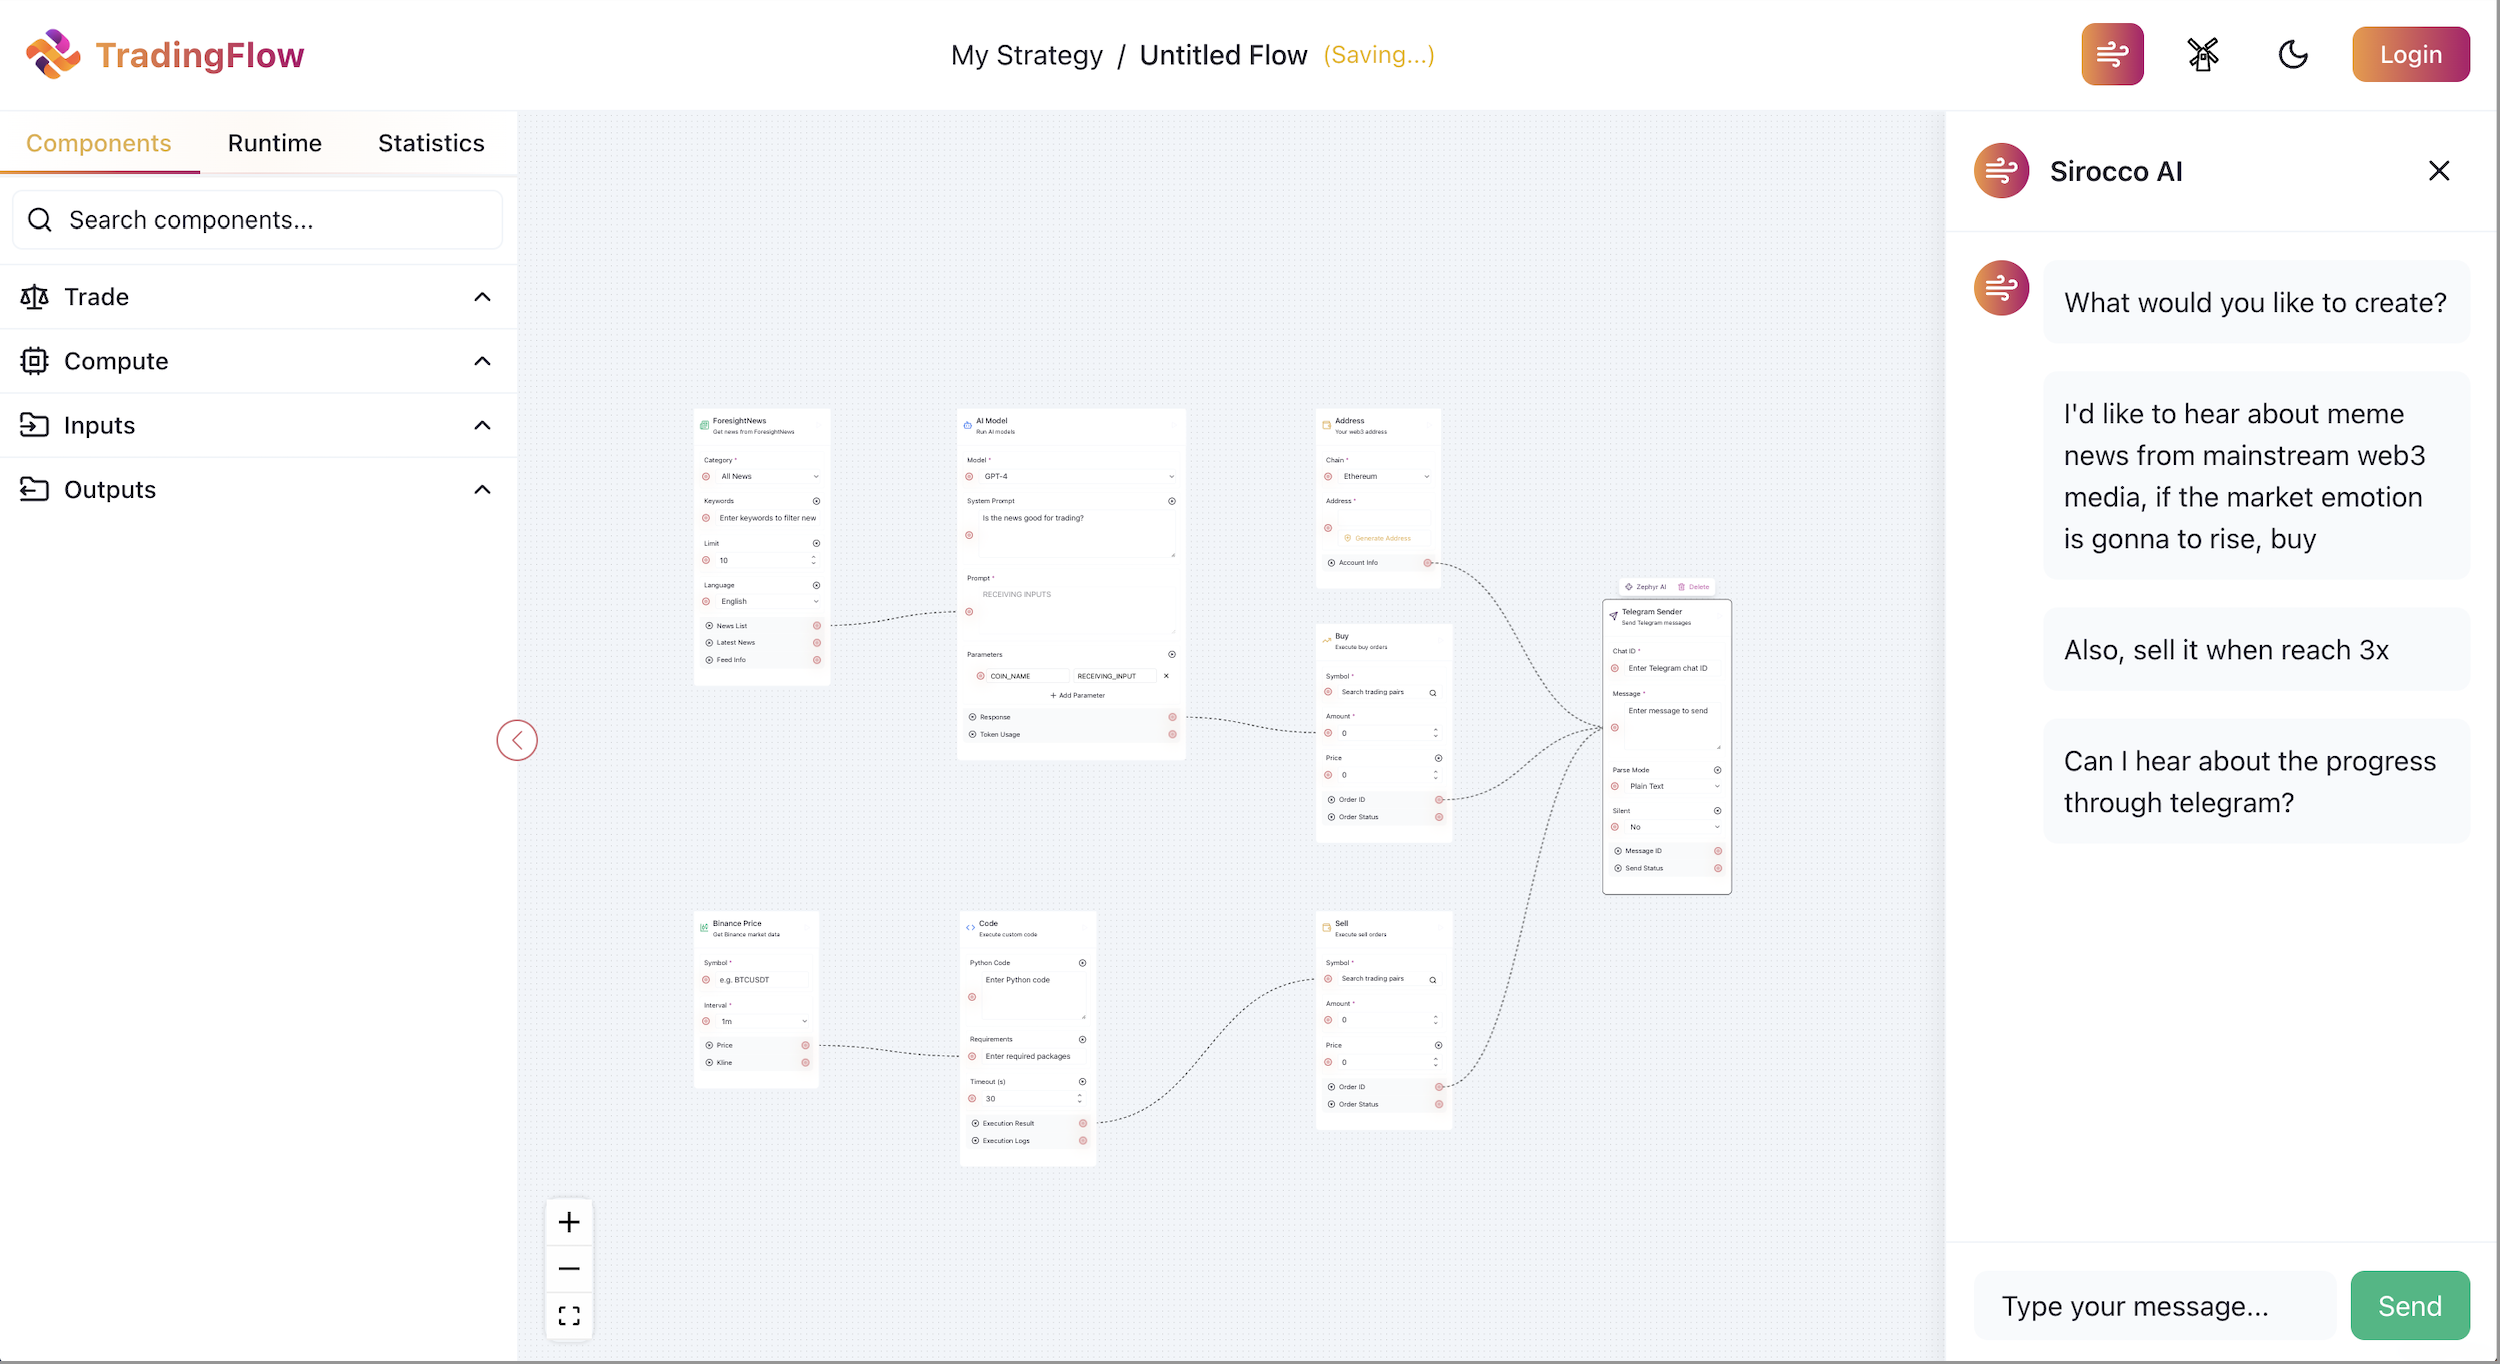 TradingFlow
My Strategy / Untitled Flow (Saving...)
Login
Components
Runtime
Statistics
Search components...
Trade
Compute
Inputs
Outputs
ForesightNews
Get news from ForesightNews
Category *
All News
Keywords
Enter keywords to filter new
Limit
10
Language
English
News List
Latest News
Feed Info
AI Model
Run AI models
Model *
GPT-4
System Prompt
Is the news good for trading?
Prompt *
RECEIVING INPUTS
Parameters
COIN_NAME
RECEIVING_INPUT
+ Add Parameter
Response
Token Usage
Address
Your web3 address
Chain *
Ethereum
Address *
Generate Address
Account Info
Buy
Execute buy orders
Symbol *
Search trading pairs
Amount *
0
Price
0
Order ID
Order Status
Zephyr AI
Delete
Telegram Sender
Send Telegram messages
Chat ID *
Enter Telegram chat ID
Message *
Enter message to send
Parse Mode
Plain Text
Silent
No
Message ID
Send Status
Binance Price
Get Binance market data
Symbol *
e.g. BTCUSDT
Interval *
1m
Price
Kline
Code
Execute custom code
Python Code
Enter Python code
Requirements
Enter required packages
Timeout (s)
30
Execution Result
Execution Logs
Sell
Execute sell orders
Symbol *
Search trading pairs
Amount *
0
Price
0
Order ID
Order Status
Sirocco AI
What would you like to create?
I'd like to hear about meme
news from mainstream web3
media, if the market emotion
is gonna to rise, buy
Also, sell it when reach 3x
Can I hear about the progress
through telegram?
Type your message...
Send